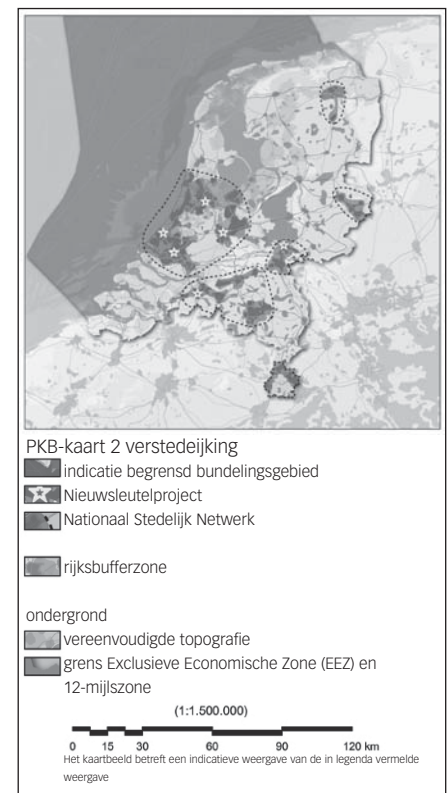 PKB-kaart 2 verstedeijking
indicatie begrensd bundelingsgebied
Nieuwsleutelproject
Nationaal Stedelijk Netwerk
rijksbufferzone
ondergrond
vereenvoudigde topografie
grens Exclusieve Economische Zone (EEZ) en
12-mijlszone
(1:1.500.000)
0 15 30 60 90 120 km
Het kaartbeeld betreft een indicatieve weergave van de in legenda vermelde
weergave